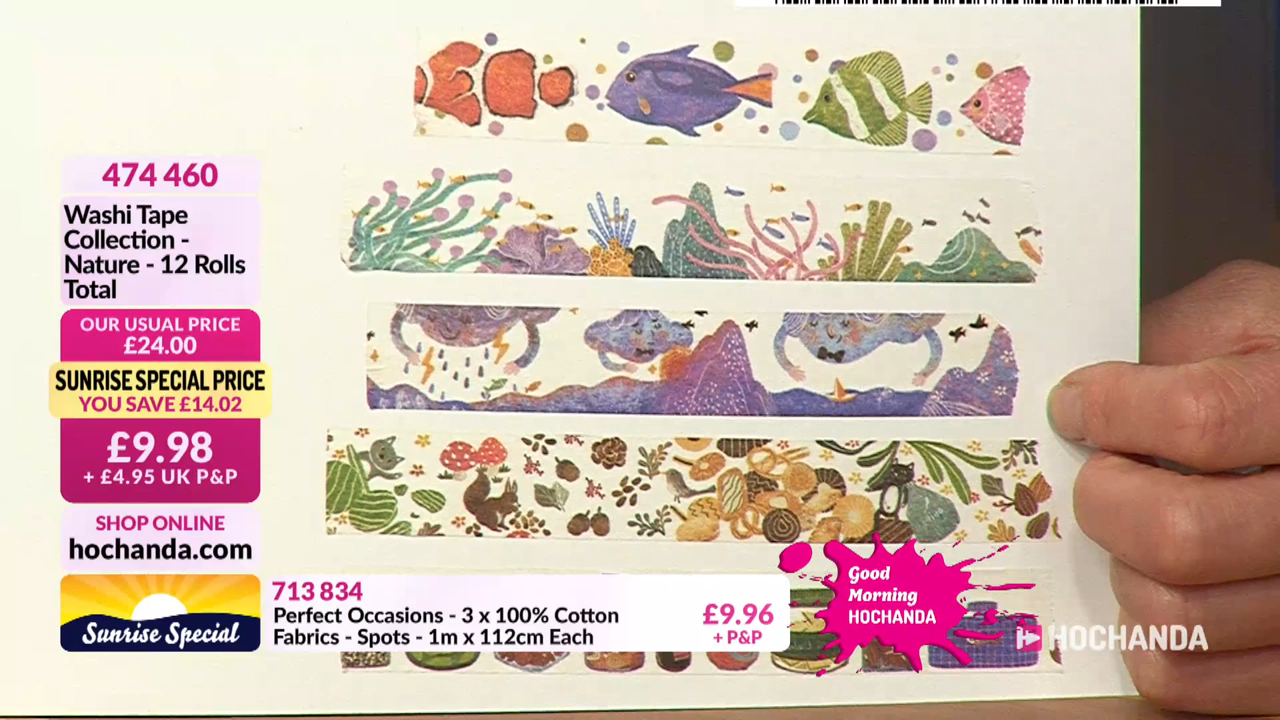 474 460
Washi Tape
Collection -
Nature - 12 Rolls
Total
OUR USUAL PRICE
£24.00
SUNRISE SPECIAL PRICE
YOU SAVE £14.02
£9.98
+ £4.95 UK P&P
SHOP ONLINE
hochanda.com
Sunrise Special
713 834
Perfect Occasions - 3 x 100% Cotton
Fabrics - Spots - 1m x 112cm Each
£9.96
+ P&P
Good
Morning
HOCHANDA
HOCHANDA